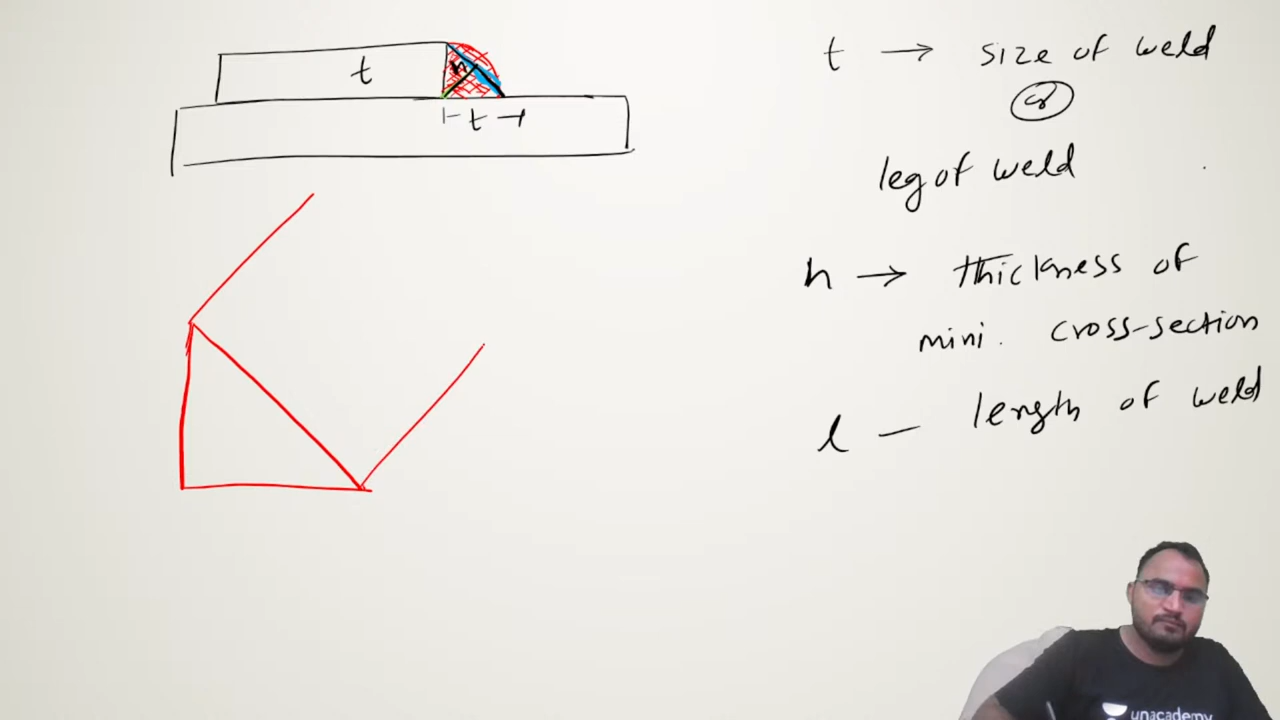 t
h
t
t → size of weld
or
leg of weld
h → thickness of
mini. cross-section
l – length of weld
unacademy